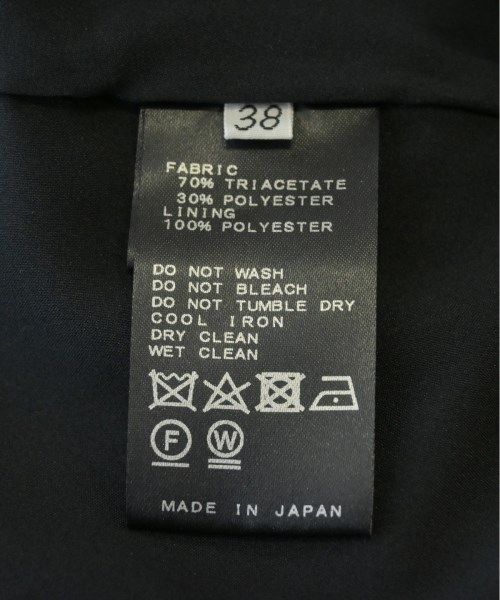 38
FABRIC
70% TRIACETATE
30% POLYESTER
LINING
100% POLYESTER
DO NOT WASH
DO NOT BLEACH
DO NOT TUMBLE DRY
COOL IRON
DRY CLEAN
WET CLEAN
F W
MADE IN JAPAN